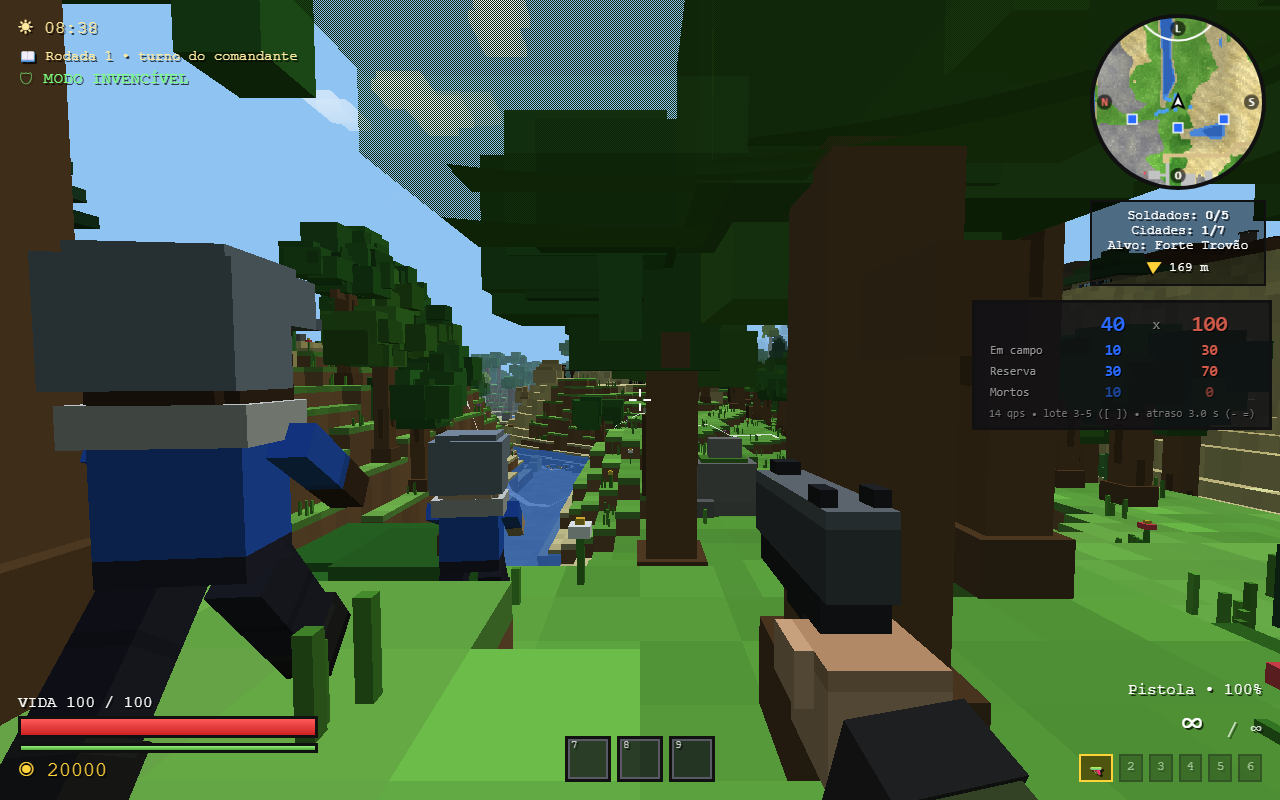 08:38
Rodada 1 • turno do comandante
MODO INVENCÍVEL
L
N
S
O
Soldados: 0/5
Cidades: 1/7
Alvo: Forte Trovão
169 m
40 x 100
Em campo 10 30
Reserva 30 70
Mortos 10 0
14 qps • lote 3-5 ([ ]) • atraso 3.0 s (- =)
VIDA 100 / 100
20000
7 8 9
Pistola • 100%
∞ / ∞
2 3 4 5 6